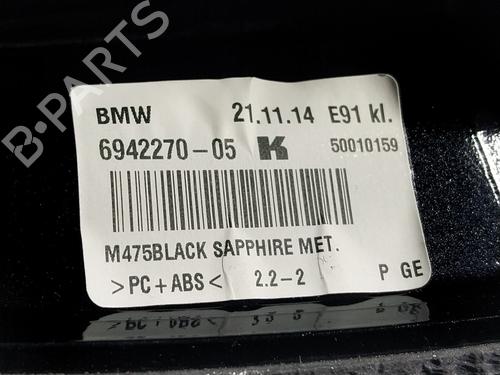 B-PARTS
BMW 21.11.14 E91 kl.
6942270-05 K 50010159
M475BLACK SAPPHIRE MET.
>PC+ABS< 2.2-2 P GE